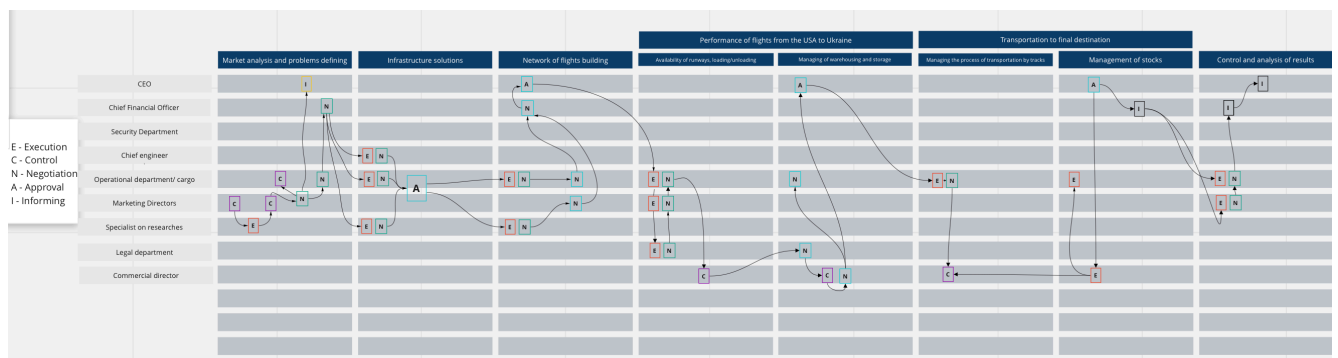 Performance of flights from the USA to Ukraine
Transportation to final destination
Market analysis and problems defining
Infrastructure solutions
Network of flights building
Availability of runways, loading/unloading
Managing of warehousing and storage
Managing the process of transportation by tracks
Management of stocks
Control and analysis of results
CEO
I
A
A
A
I
Chief Financial Officer
N
N
I
I
Security Department
Chief engineer
E N
Operational department/ cargo
C
N
E N
A
E N
N
E N
N
E N
E
E N
Marketing Directors
C
C
N
N
E N
E N
Specialist on researches
E
E N
E N
Legal department
E N
N
Commercial director
C
C
N
C
E
E - Execution
C - Control
N - Negotiation
A - Approval
I - Informing